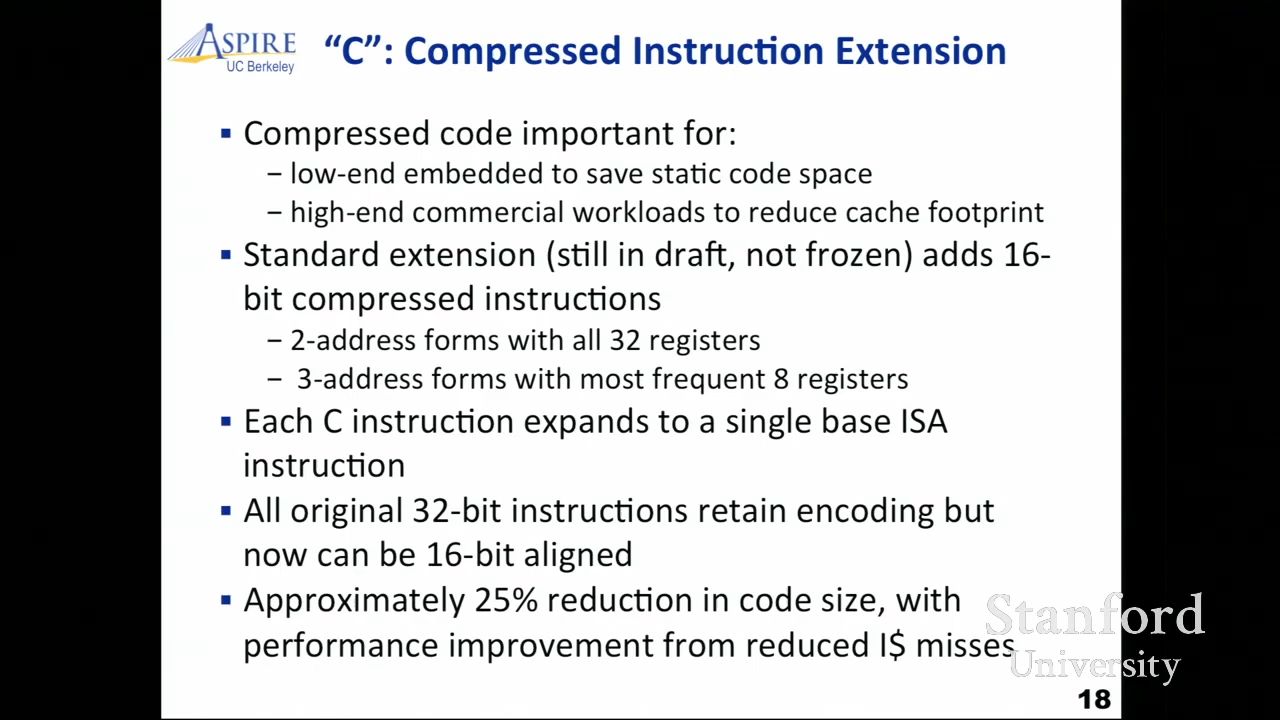 ASPIRE
UC Berkeley
“C”: Compressed Instruction Extension
▪ Compressed code important for:
– low-end embedded to save static code space
– high-end commercial workloads to reduce cache footprint
▪ Standard extension (still in draft, not frozen) adds 16-
bit compressed instructions
– 2-address forms with all 32 registers
– 3-address forms with most frequent 8 registers
▪ Each C instruction expands to a single base ISA
instruction
▪ All original 32-bit instructions retain encoding but
now can be 16-bit aligned
▪ Approximately 25% reduction in code size, with
performance improvement from reduced I$ misses
Stanford
University
18